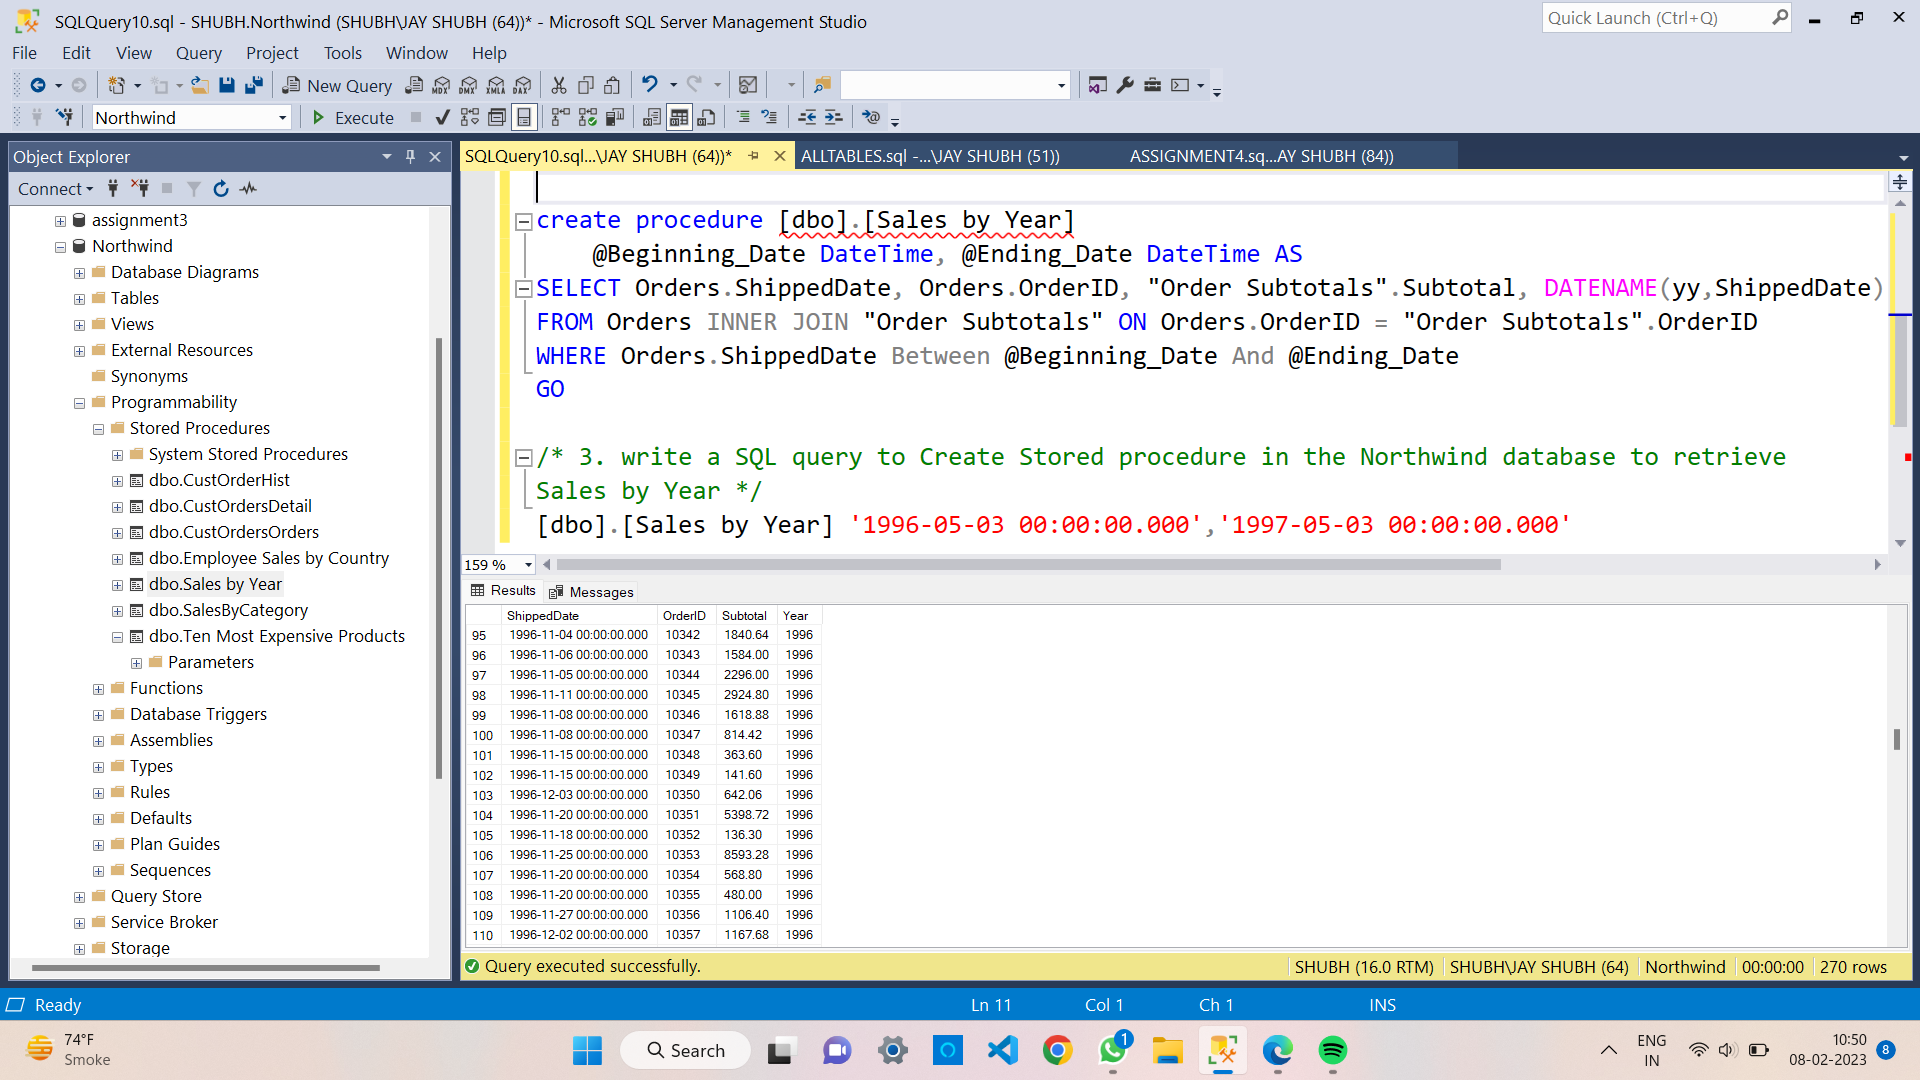 SQLQuery10.sql - SHUBH.Northwind (SHUBH\JAY SHUBH (64))* - Microsoft SQL Server Management Studio
Quick Launch (Ctrl+Q)
File Edit View Query Project Tools Window Help
New Query MDX DMX XMLA DAX
Northwind Execute
Object Explorer
Connect
assignment3
Northwind
Database Diagrams
Tables
Views
External Resources
Synonyms
Programmability
Stored Procedures
System Stored Procedures
dbo.CustOrderHist
dbo.CustOrdersDetail
dbo.CustOrdersOrders
dbo.Employee Sales by Country
dbo.Sales by Year
dbo.SalesByCategory
dbo.Ten Most Expensive Products
Parameters
Functions
Database Triggers
Assemblies
Types
Rules
Defaults
Plan Guides
Sequences
Query Store
Service Broker
Storage
SQLQuery10.sql...\JAY SHUBH (64))* ALLTABLES.sql -...\JAY SHUBH (51)) ASSIGNMENT4.sq...AY SHUBH (84))
create procedure [dbo].[Sales by Year]
@Beginning_Date DateTime, @Ending_Date DateTime AS
SELECT Orders.ShippedDate, Orders.OrderID, "Order Subtotals".Subtotal, DATENAME(yy,ShippedDate)
FROM Orders INNER JOIN "Order Subtotals" ON Orders.OrderID = "Order Subtotals".OrderID
WHERE Orders.ShippedDate Between @Beginning_Date And @Ending_Date
GO
/* 3. write a SQL query to Create Stored procedure in the Northwind database to retrieve
Sales by Year */
[dbo].[Sales by Year] '1996-05-03 00:00:00.000','1997-05-03 00:00:00.000'
159 %
Results Messages
ShippedDate OrderID Subtotal Year
95 1996-11-04 00:00:00.000 10342 1840.64 1996
96 1996-11-06 00:00:00.000 10343 1584.00 1996
97 1996-11-05 00:00:00.000 10344 2296.00 1996
98 1996-11-11 00:00:00.000 10345 2924.80 1996
99 1996-11-08 00:00:00.000 10346 1618.88 1996
100 1996-11-08 00:00:00.000 10347 814.42 1996
101 1996-11-15 00:00:00.000 10348 363.60 1996
102 1996-11-15 00:00:00.000 10349 141.60 1996
103 1996-12-03 00:00:00.000 10350 642.06 1996
104 1996-11-20 00:00:00.000 10351 5398.72 1996
105 1996-11-18 00:00:00.000 10352 136.30 1996
106 1996-11-25 00:00:00.000 10353 8593.28 1996
107 1996-11-20 00:00:00.000 10354 568.80 1996
108 1996-11-20 00:00:00.000 10355 480.00 1996
109 1996-11-27 00:00:00.000 10356 1106.40 1996
110 1996-12-02 00:00:00.000 10357 1167.68 1996
Query executed successfully. SHUBH (16.0 RTM) SHUBH\JAY SHUBH (64) Northwind 00:00:00 270 rows
Ready Ln 11 Col 1 Ch 1 INS
74°F
Smoke
Search
1
ENG
IN
10:50
08-02-2023
8